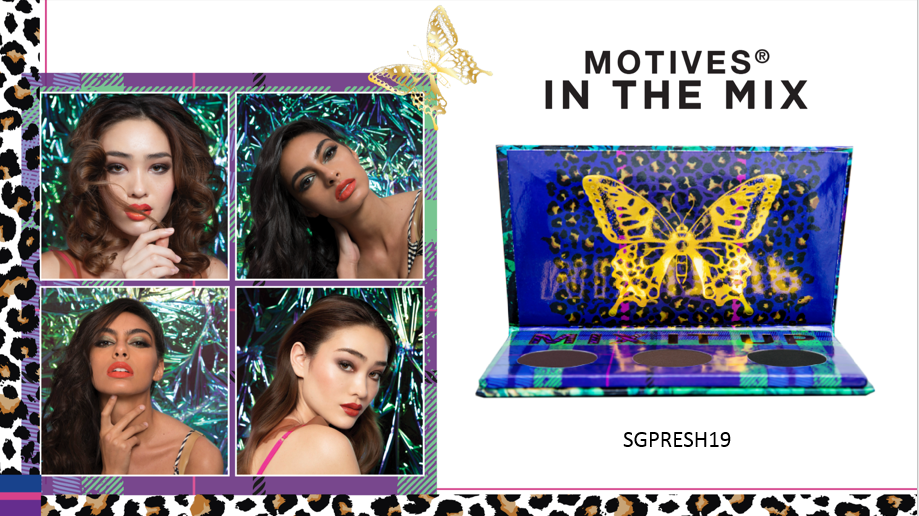 MOTIVES®
IN THE MIX
MIX IT UP
SGPRESH19